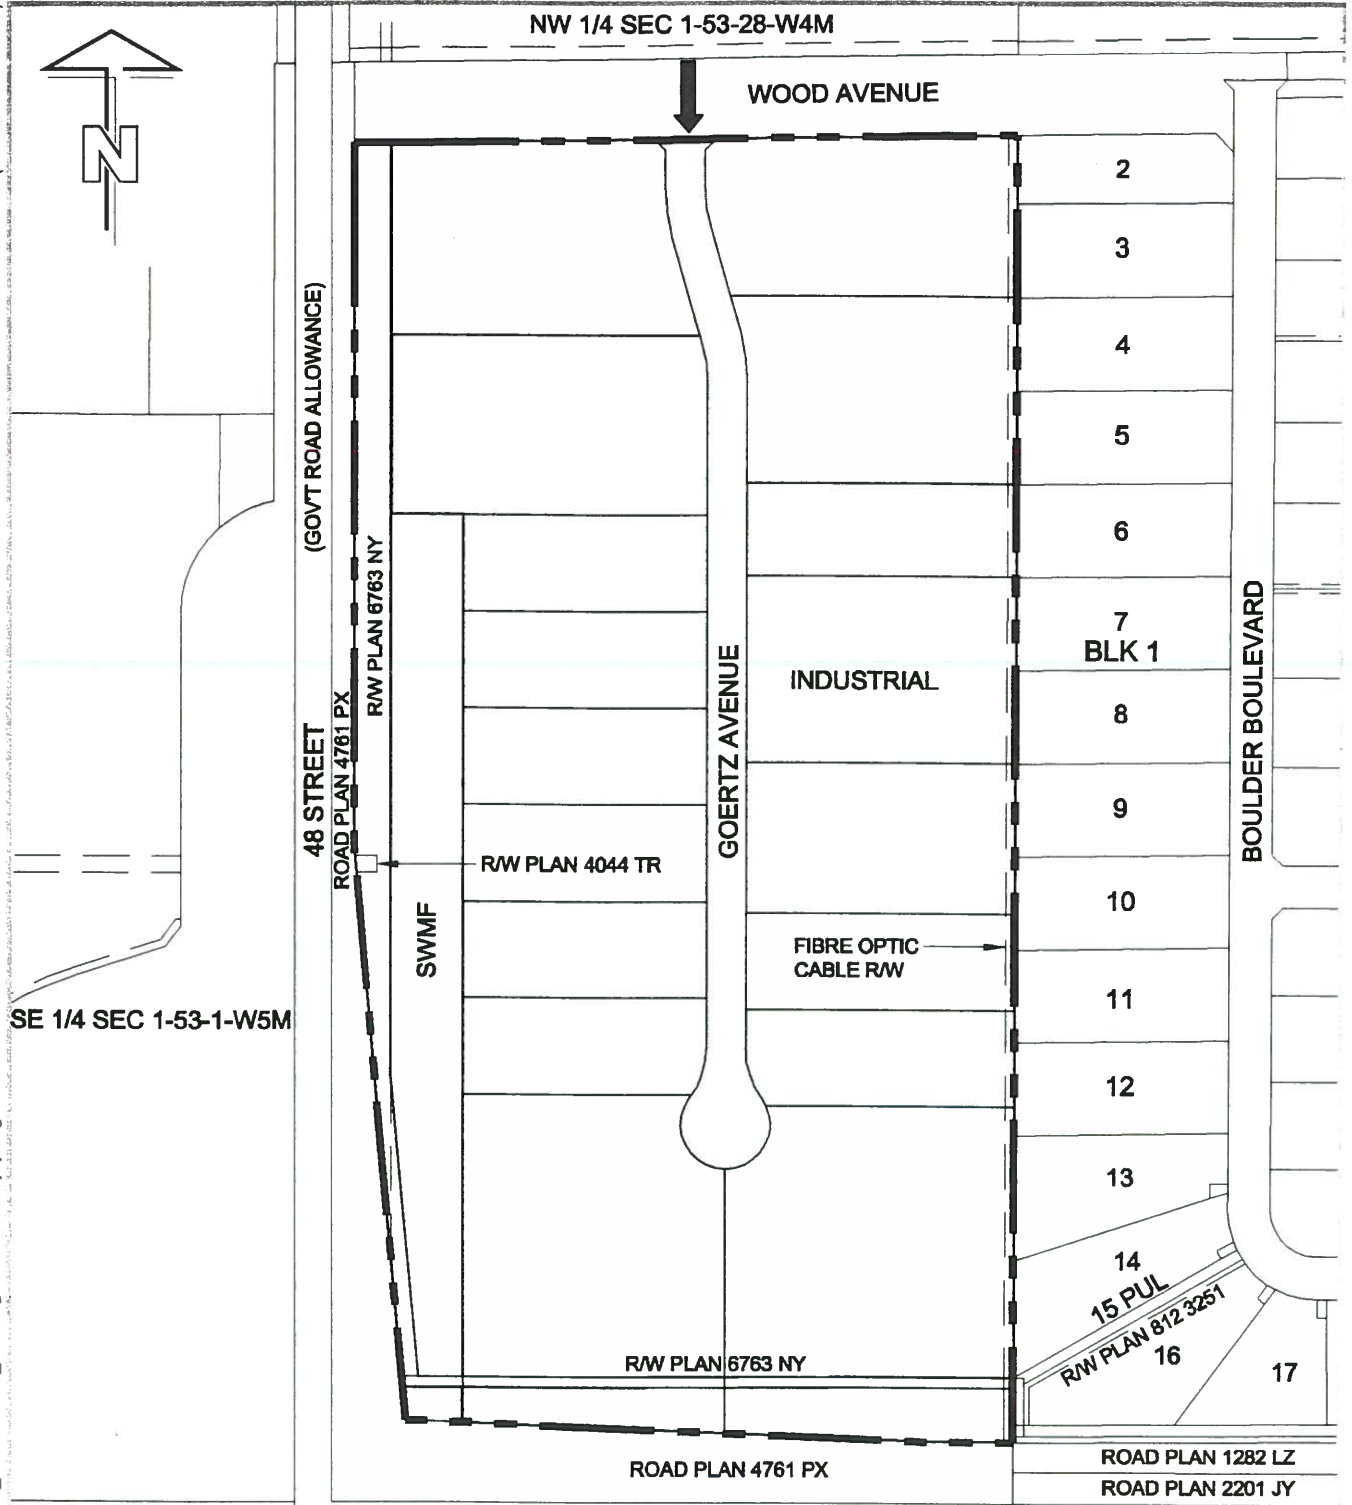 NW 1/4 SEC 1-53-28-W4M
WOOD AVENUE
N
2
3
(GOV'T ROAD ALLOWANCE)
4
5
6
R/W PLAN 6763 NY
7
BLK 1
BOULDER BOULEVARD
GOERTZ AVENUE
INDUSTRIAL
8
48 STREET
ROAD PLAN 4761 PX
9
R/W PLAN 4044 TR
10
SWMF
FIBRE OPTIC
CABLE R/W
11
SE 1/4 SEC 1-53-1-W5M
12
13
14
15 PUL
R/W PLAN 812 3251
16
17
R/W PLAN 6763 NY
ROAD PLAN 1282 LZ
ROAD PLAN 4761 PX
ROAD PLAN 2201 JY